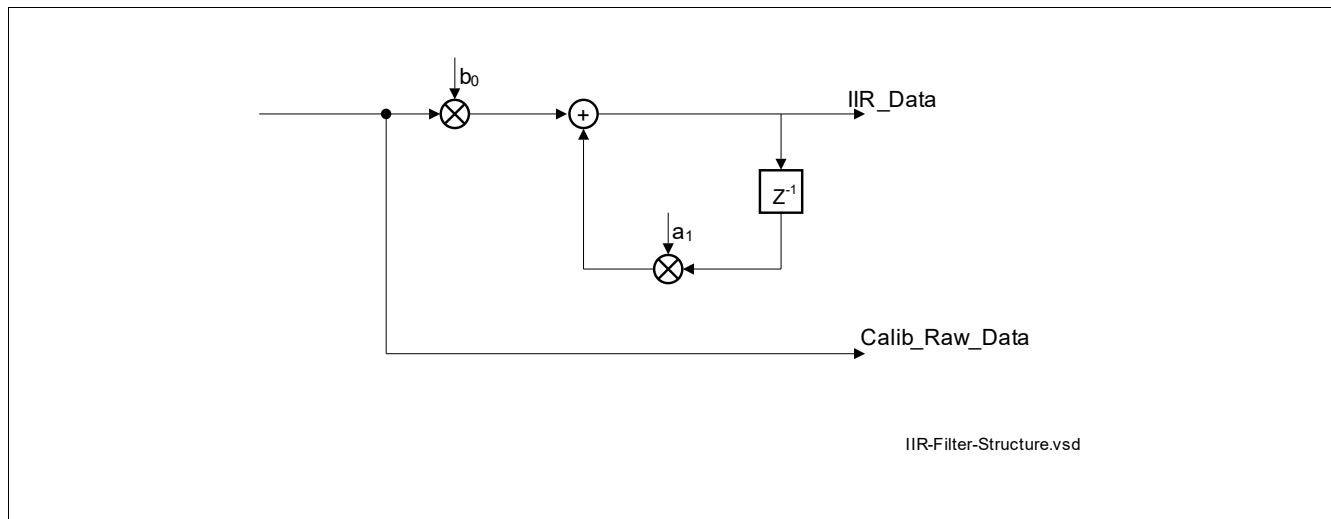 b₀
IIR_Data
+
Z⁻¹
a₁
Calib_Raw_Data
IIR-Filter-Structure.vsd